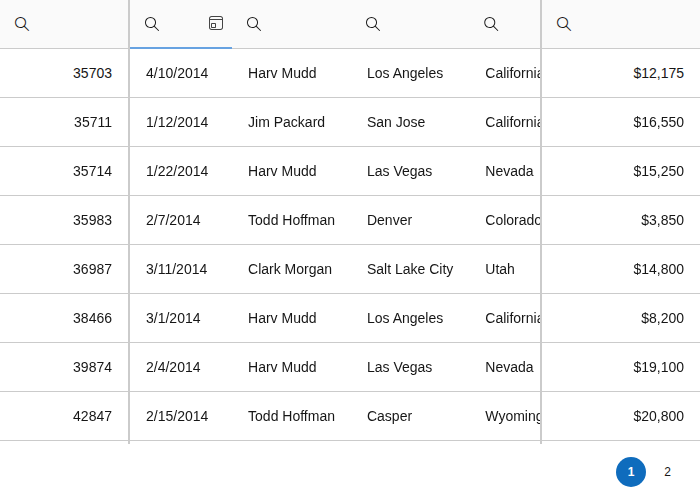 35703 4/10/2014 Harv Mudd Los Angeles California $12,175
35711 1/12/2014 Jim Packard San Jose California $16,550
35714 1/22/2014 Harv Mudd Las Vegas Nevada $15,250
35983 2/7/2014 Todd Hoffman Denver Colorado $3,850
36987 3/11/2014 Clark Morgan Salt Lake City Utah $14,800
38466 3/1/2014 Harv Mudd Los Angeles California $8,200
39874 2/4/2014 Harv Mudd Las Vegas Nevada $19,100
42847 2/15/2014 Todd Hoffman Casper Wyoming $20,800
1 2